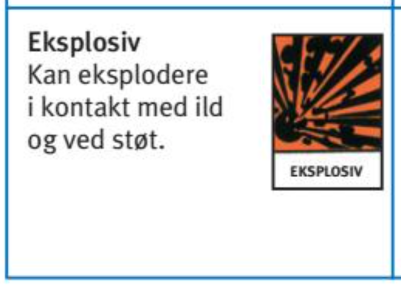 Eksplosiv
Kan eksplodere
i kontakt med ild
og ved støt.
EKSPLOSIV